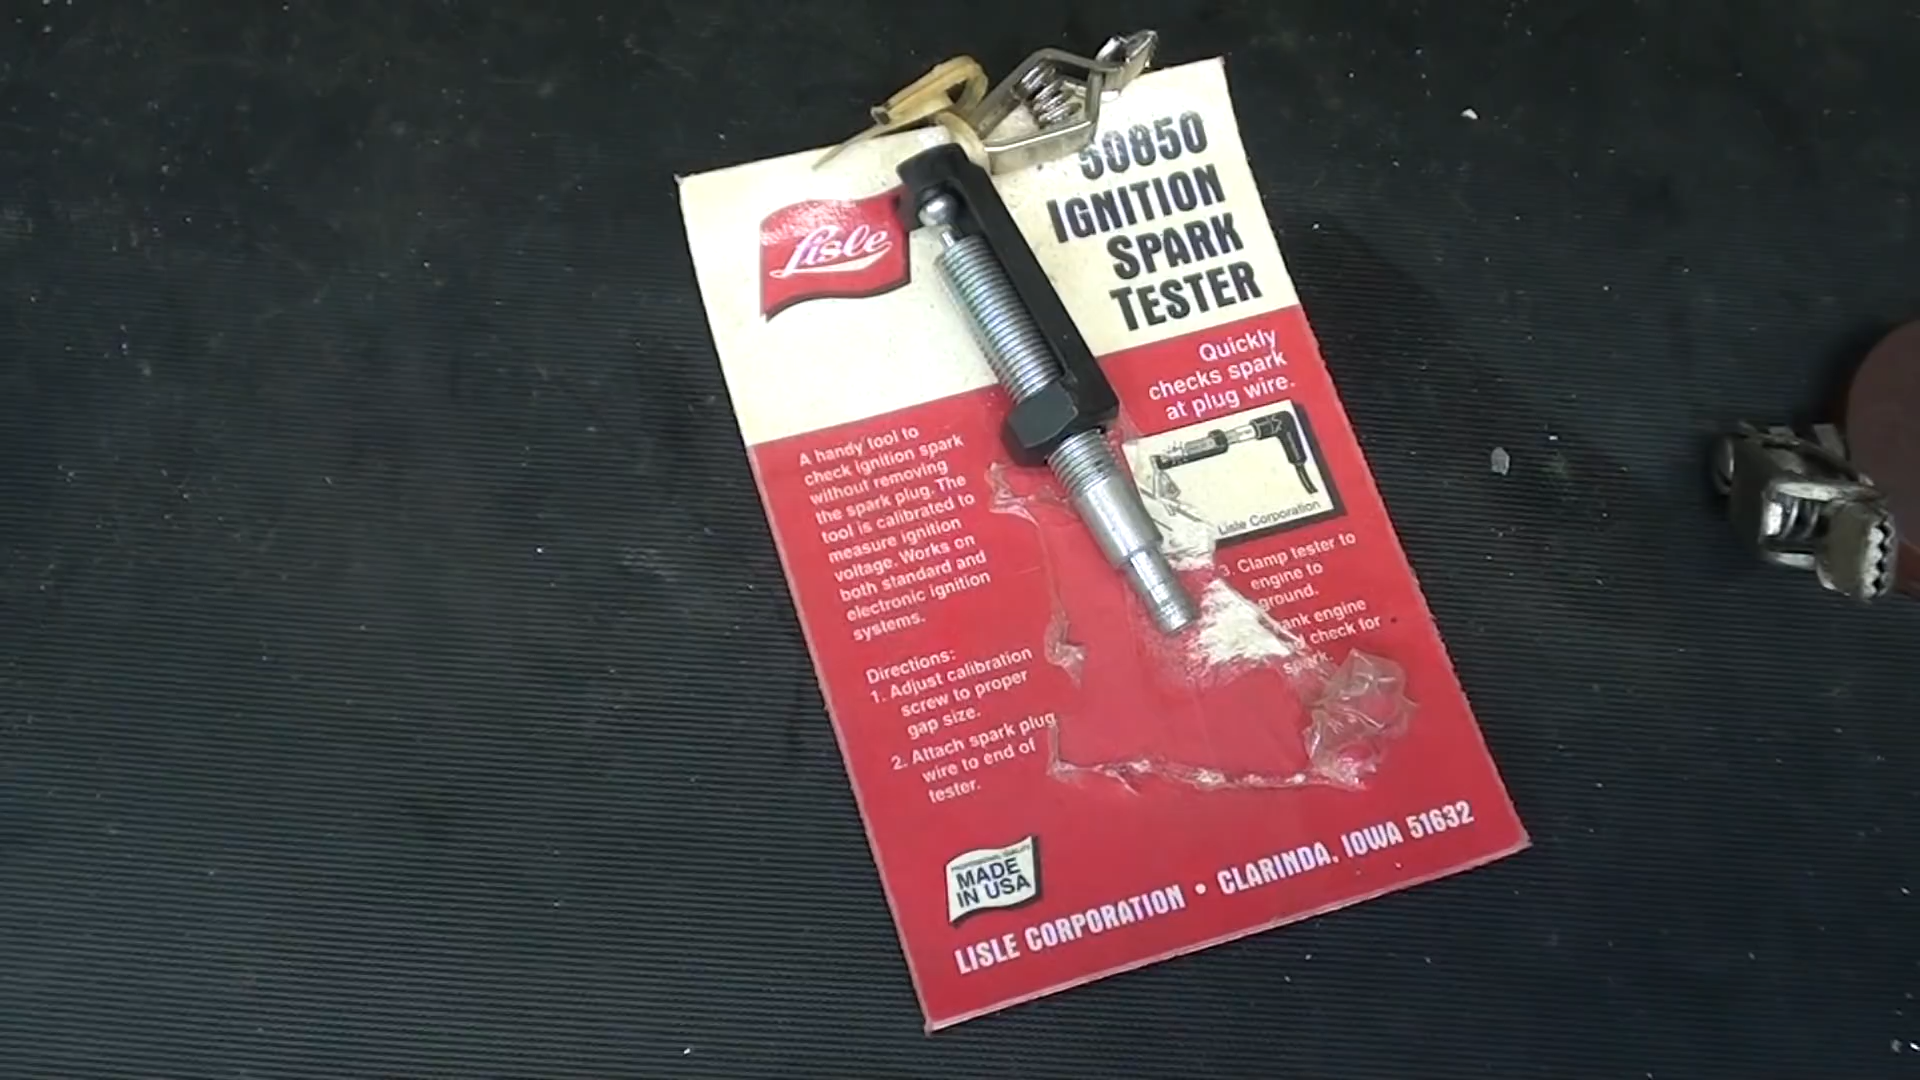 Lisle
50850
IGNITION
SPARK
TESTER
Quickly
checks spark
at plug wire.
Lisle Corporation
A handy tool to
check ignition spark
without removing
the spark plug. The
tool is calibrated to
measure ignition
voltage. Works on
both standard and
electronic ignition
systems.
Directions:
1. Adjust calibration
screw to proper
gap size.
2. Attach spark plug
wire to end of
tester.
3. Clamp tester to
engine to
ground.
engine
check for
spark.
PROFESSIONAL QUALITY
MADE
IN USA
LISLE CORPORATION • CLARINDA, IOWA 51632